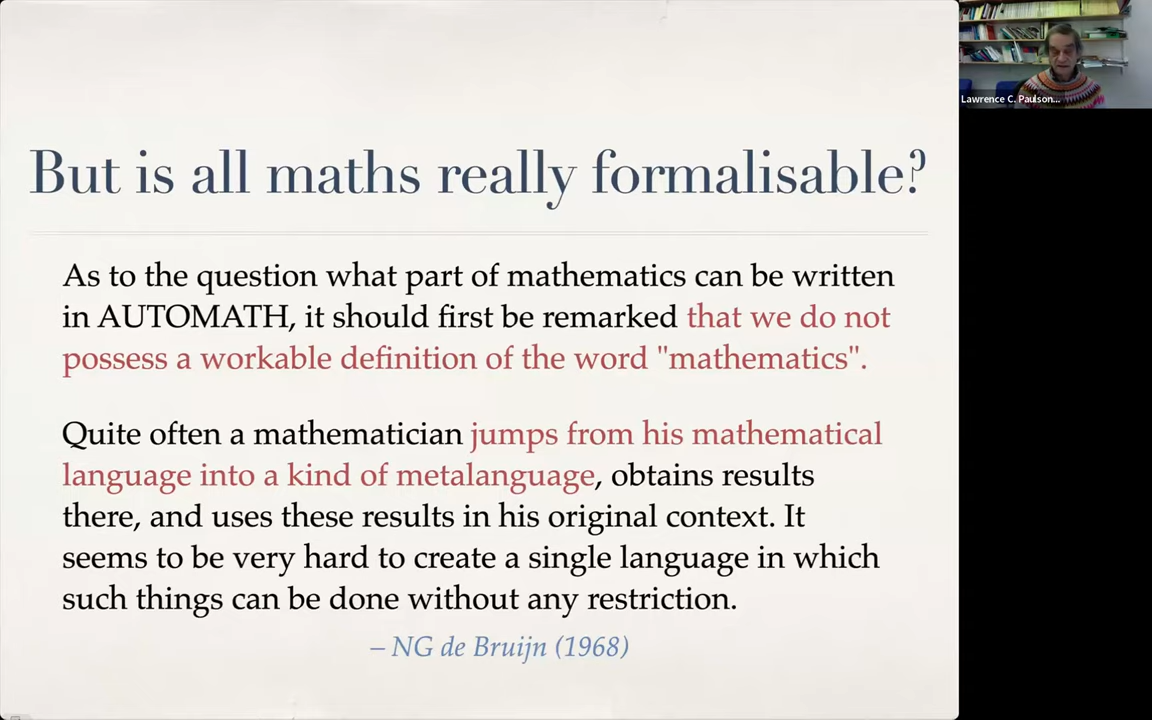 But is all maths really formalisable?
As to the question what part of mathematics can be written
in AUTOMATH, it should first be remarked that we do not
possess a workable definition of the word "mathematics".
Quite often a mathematician jumps from his mathematical
language into a kind of metalanguage, obtains results
there, and uses these results in his original context. It
seems to be very hard to create a single language in which
such things can be done without any restriction.
– NG de Bruijn (1968)
Lawrence C. Paulson...